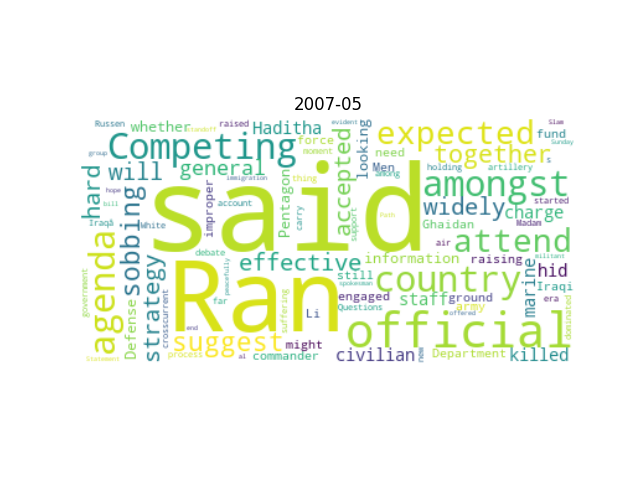 2007-05
Russen whether raised Haditha force evident Slam
standoff moment expected fund
Competing looking need together Sunday
group will general accepted Men among holding artillery s
hard hope immigration thing amongst
bill improper account Pentagon support said widely started
Iraqâ sobbing White carry Path Ghaidan charge Madam
agenda debate effective information air raising attend militant
government strategy crosscurrent far peacefully Ran still spokesman country hid
Defense suffering Li engaged staff ground marine Iraqi
Questions army era
end suggest might official offered dominated
Statement process al commander civilian new Department killed